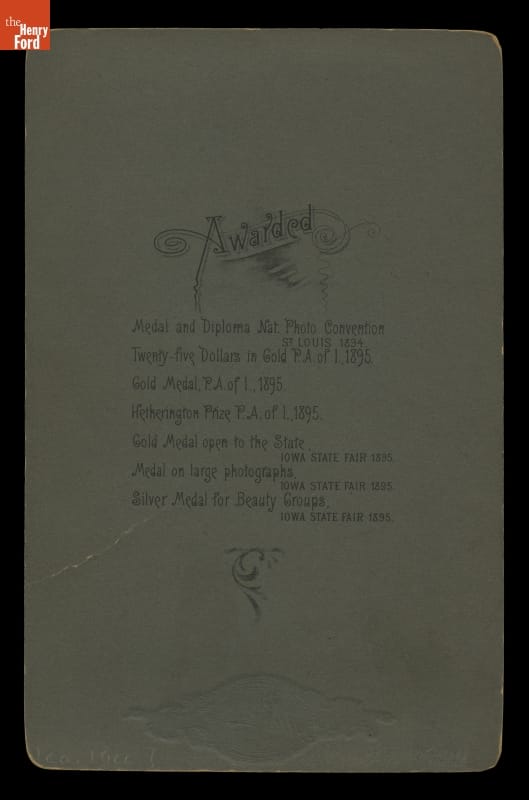 the
Henry
Ford
Awarded
Medal and Diploma Nat. Photo Convention
ST LOUIS 1894.
Twenty-five Dollars in Gold P.A. of I., 1895.
Gold Medal, P.A. of I., 1895.
Hetherington Prize P.A. of I., 1895.
Gold Medal open to the State,
IOWA STATE FAIR 1895.
Medal on large photographs,
IOWA STATE FAIR 1895.
Silver Medal for Beauty Groups,
IOWA STATE FAIR 1895.